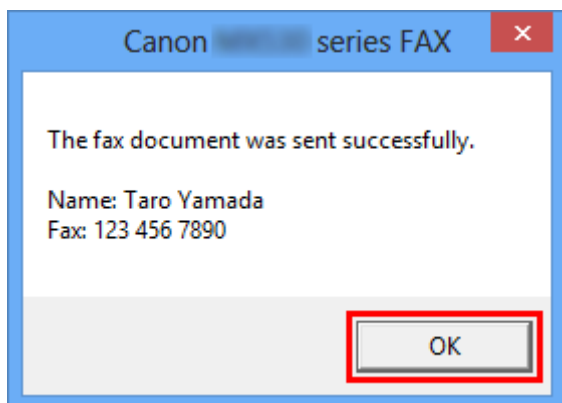 Canon series FAX
The fax document was sent successfully.
Name: Taro Yamada
Fax: 123 456 7890
OK